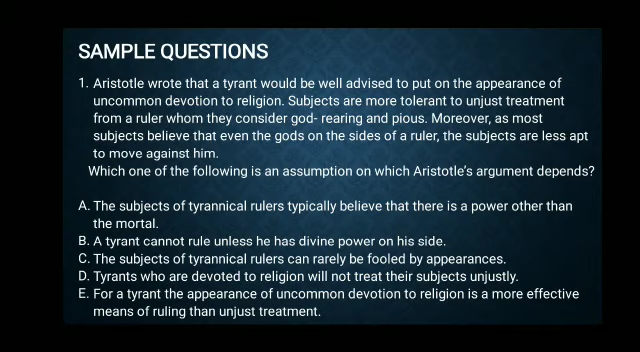 SAMPLE QUESTIONS
1. Aristotle wrote that a tyrant would be well advised to put on the appearance of
uncommon devotion to religion. Subjects are more tolerant to unjust treatment
from a ruler whom they consider god- rearing and pious. Moreover, as most
subjects believe that even the gods on the sides of a ruler, the subjects are less apt
to move against him.
Which one of the following is an assumption on which Aristotle's argument depends?
A. The subjects of tyrannical rulers typically believe that there is a power other than
the mortal.
B. A tyrant cannot rule unless he has divine power on his side.
C. The subjects of tyrannical rulers can rarely be fooled by appearances.
D. Tyrants who are devoted to religion will not treat their subjects unjustly.
E. For a tyrant the appearance of uncommon devotion to religion is a more effective
means of ruling than unjust treatment.